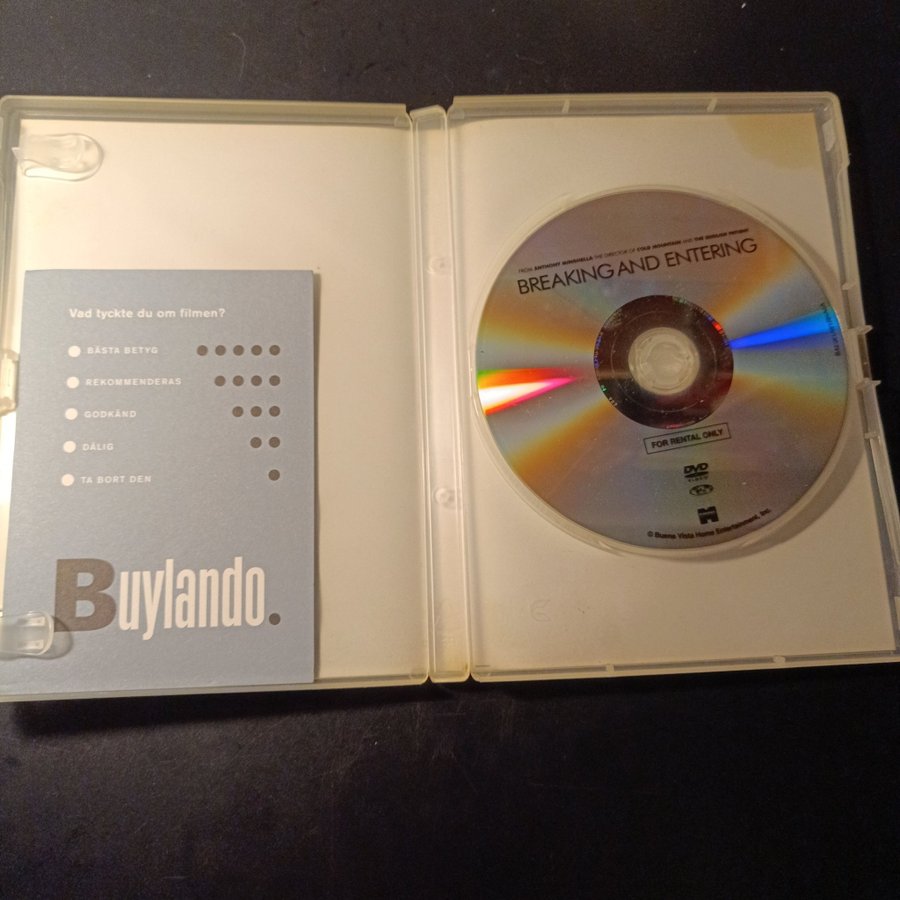 Vad tyckte du om filmen?
BÄSTA BETYG
REKOMMENDERAS
GODKÄND
DÅLIG
TA BORT DEN
Buylando.
FROM ANTHONY MINGHELLA THE DIRECTOR OF COLD MOUNTAIN AND THE ENGLISH PATIENT
BREAKING AND ENTERING
FOR RENTAL ONLY
DVD
VIDEO
© Buena Vista Home Entertainment, Inc.